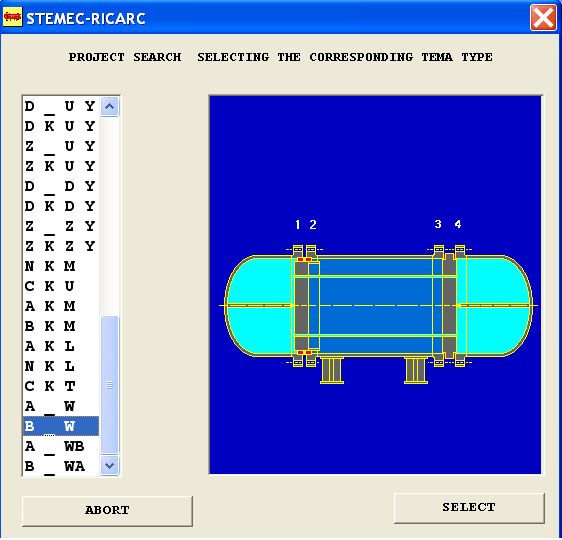 STEMEC-RICARC
PROJECT SEARCH SELECTING THE CORRESPONDING TEMA TYPE
D _ U Y
D K U Y
Z _ U Y
Z K U Y
D _ D Y
D K D Y
Z _ Z Y
Z K Z Y
N K M
C K U
A K M
B K M
A K L
N K L
C K T
A _ W
B _ W
A _ WB
B _ WA
1 2 3 4
ABORT
SELECT